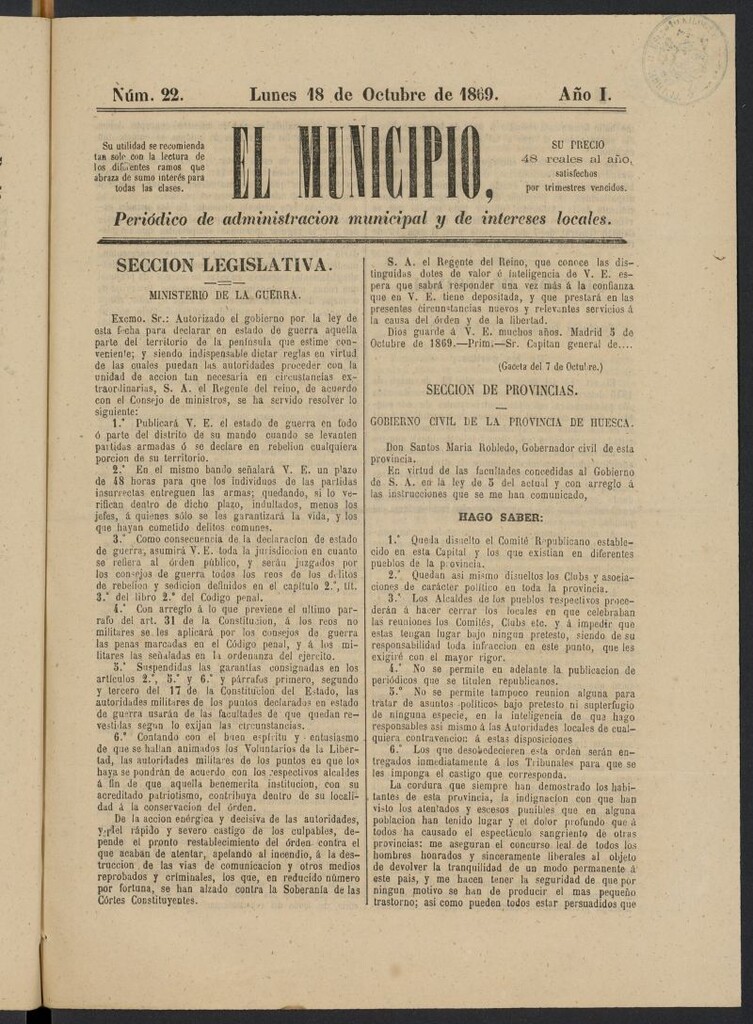 Núm. 22.
Lunes 18 de Octubre de 1869.
Año I.
Su utilidad se recomienda
tan solo con la lectura de
los diferentes ramos que
abraza de sumo interés para
todas las clases.
EL MUNICIPIO,
SU PRECIO
48 reales al año,
satisfechos
por trimestres vencidos.
Periódico de administracion municipal y de intereses locales.
SECCION LEGISLATIVA.
MINISTERIO DE LA GUERRA.
Excmo. Sr.: Autorizado el gobierno por la ley de
esta fecha para declarar en estado de guerra aquella
parte del territorio de la península que estime con-
veniente; y siendo indispensable dictar reglas en virtud
de las cuales puedan las autoridades proceder con la
unidad de accion tan necesaria en circustancias ex-
traordinarias, S. A. el Regente del reino, de acuerdo
con el Consejo de ministros, se ha servido resolver lo
siguiente:
1.° Publicará V. E. el estado de guerra en todo
ó parte del distrito de su mando cuando se levanten
partidas armadas ó se declare en rebelion cualquiera
porcion de su territorio.
2.° En el mismo bando señalará V. E. un plazo
de 48 horas para que los individuos de las partidas
insurrectas entreguen las armas; quedando, si lo ve-
rifican dentro de dicho plazo, indultados, menos los
jefes, á quienes sólo se les garantizará la vida, y los
que hayan cometido delitos comunes.
3.° Como consecuencia de la declaracion de estado
de guerra, asumirá V. E. toda la jurisdiccion en cuanto
se refiera al órden público, y serán juzgados por
los consejos de guerra todos los reos de los delitos
de rebelion y sedicion definidos en el capítulo 2.°, tít.
3.° del libro 2.° del Código penal.
4.° Con arreglo á lo que previene el ultimo par-
rafo del art. 31 de la Constitucion, á los reos no
militares se les aplicará por los consejos de guerra
las penas marcadas en el Código penal, y á los mi-
litares las señaladas en la ordenanza del ejercito.
5.° Suspendidas las garantias consignadas en los
artículos 2.°, 5.° y 6.° y párrafos primero, segundo
y tercero del 17 de la Constitucion del Estado, las
autoridades militares de los puntos declarados en estado de
guerra usarán de las facultades de que quedan re-
vestidas segun lo exijan las circunstancias.
6.° Contando con el buen espíritu y entusiasmo
de que se hallan animados los Voluntarios de la Liber-
tad, las autoridades militares de los puntos en que los
haya se pondrán de acuerdo con los respectivos alcaldes
á fin de que aquella benemerita institucion, con su
acreditado patriotismo, contribuya dentro de su locali-
dad á la conservacion del órden.
De la accion enérgica y decisiva de las autoridades,
y del rápido y severo castigo de los culpables, de-
pende el pronto restablecimiento del órden contra el
que acaban de atentar, apelando al incendio, á la des-
truccion de las vias de comunicacion y otros medios
reprobados y criminales, los que, en reducido número
por fortuna, se han alzado contra la Soberanía de las
Córtes Constituyentes.
S. A. el Regente del Reino, que conoce las dis-
tinguidas dotes de valor é inteligencia de V. E. es-
pera que sabrá responder una vez más á la confianza
que en V. E. tiene depositada, y que prestará en las
presentes circunstancias nuevos y relevantes servicios á
la causa del órden y de la libertad.
Dios guarde á V. E. muchos años. Madrid 5 de
Octubre de 1869.—Prim.—Sr. Capitan general de....
(Gaceta del 7 de Octubre.)
SECCION DE PROVINCIAS.
GOBIERNO CIVIL DE LA PROVINCIA DE HUESCA.
Don Santos Maria Robledo, Gobernador civil de esta
provincia.
En virtud de las facultades concedidas al Gobierno
de S. A. en la ley de 5 del actual y con arreglo á
las instrucciones que se me han comunicado,
HAGO SABER:
1.° Queda disuelto el Comité Republicano estable-
cido en esta Capital y los que existian en diferentes
pueblos de la provincia.
2.° Quedan asi mismo disueltos los Clubs y asocia-
ciones de carácter político en toda la provincia.
3.° Los Alcaldes de los pueblos respectivos proce-
derán á hacer cerrar los locales en que celebraban
las reuniones los Comités, Clubs etc. y á impedir que
estas tengan lugar bajo ningun pretesto, siendo de su
responsabilidad toda infraccion en este punto, que les
exigiré con el mayor rigor.
4.° No se permite en adelante la publicacion de
periódicos que se titulen republicanos.
5.° No se permite tampoco reunion alguna para
tratar de asuntos políticos bajo pretesto ni superfugio
de ninguna especie, en la inteligencia de que hago
responsables asi mismo á las Autoridades locales de cual-
quiera contravencion á estas disposiciones
6.° Los que desobedecieren esta orden serán en-
tregados inmediatamente á los Tribunales para que se
les imponga el castigo que corresponda.
La cordura que siempre han demostrado los habi-
tantes de esta provincia, la indignacion con que han
visto los atentados y escesos punibles que en alguna
poblacion han tenido lugar y el dolor profundo que á
todos ha causado el espectáculo sangriento de otras
provincias: me aseguran el concurso leal de todos los
hombres honrados y sinceramente liberales al objeto
de devolver la tranquilidad de un modo permanente á
este pais, y me hacen tener la seguridad de que por
ningun motivo se han de producir el mas pequeño
trastorno; asi como pueden todos estar persuadidos que